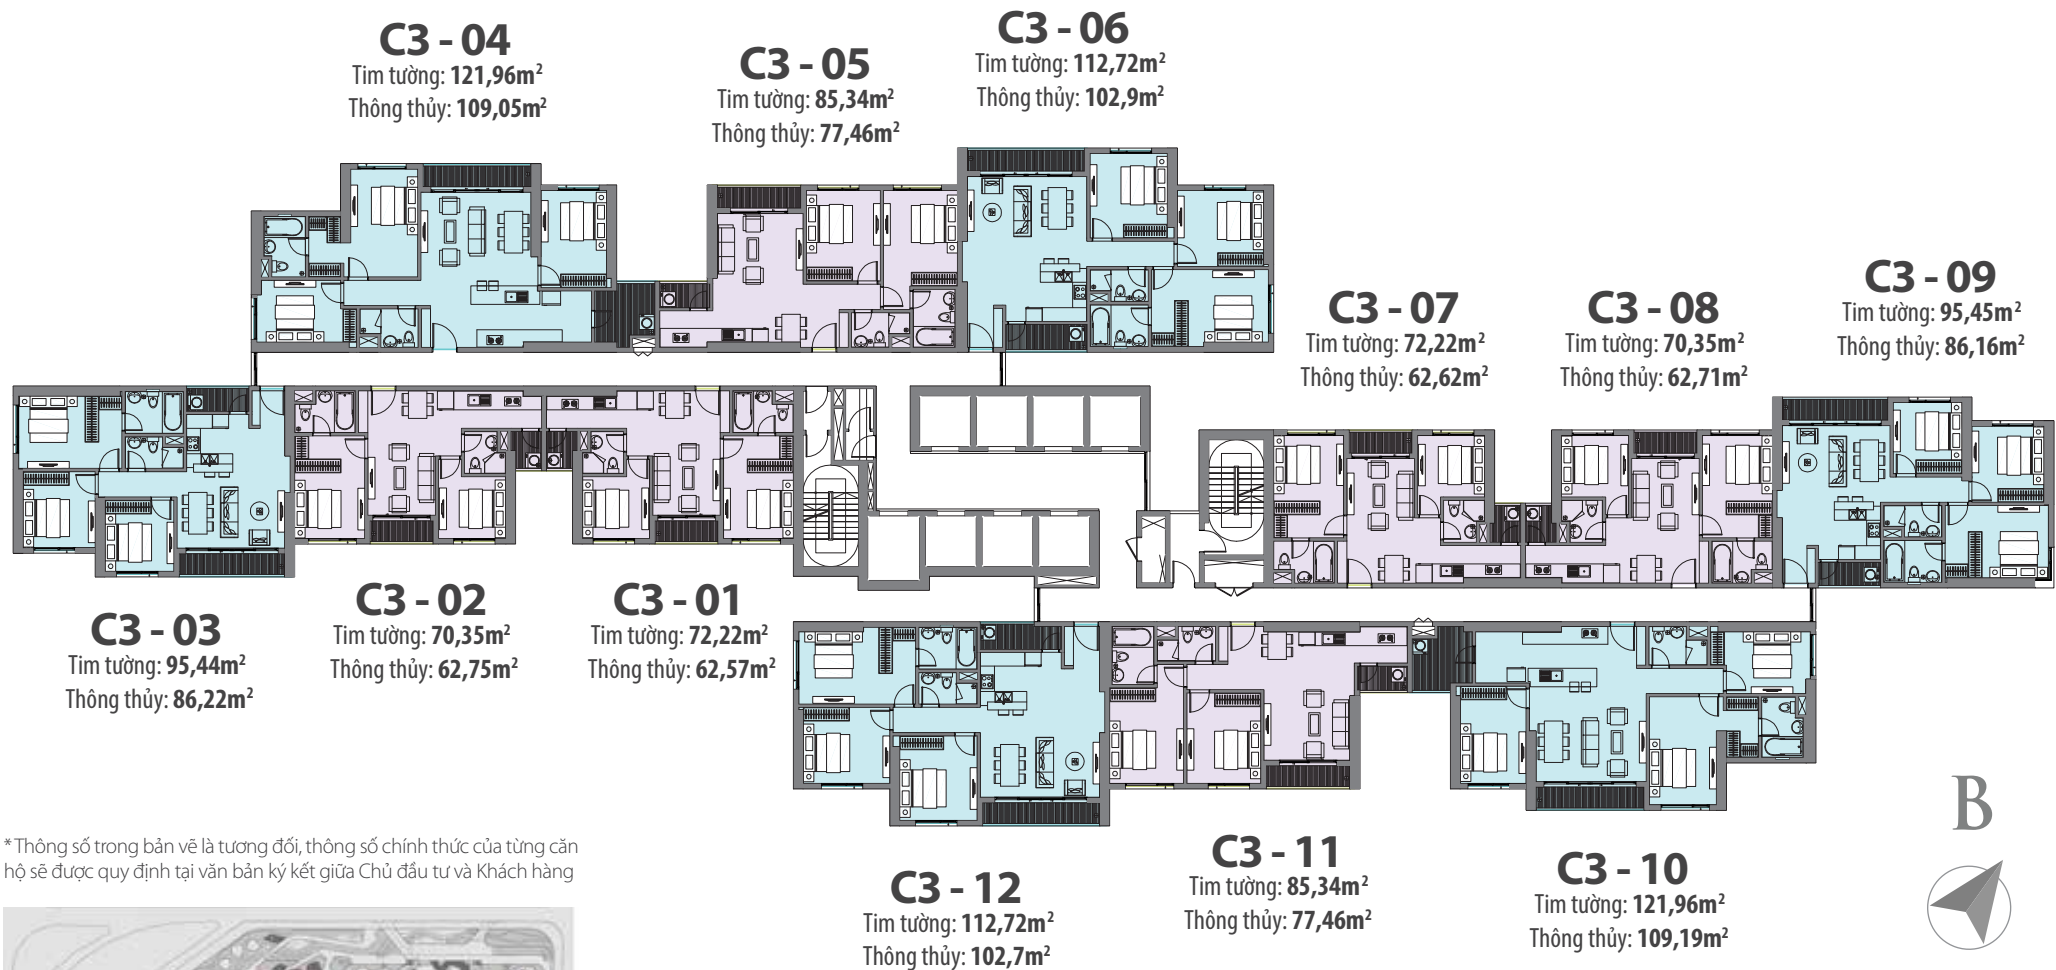 C3 - 04
Tim tường: 121,96m²
Thông thủy: 109,05m²
C3 - 05
Tim tường: 85,34m²
Thông thủy: 77,46m²
C3 - 06
Tim tường: 112,72m²
Thông thủy: 102,9m²
C3 - 07
Tim tường: 72,22m²
Thông thủy: 62,62m²
C3 - 08
Tim tường: 70,35m²
Thông thủy: 62,71m²
C3 - 09
Tim tường: 95,45m²
Thông thủy: 86,16m²
C3 - 03
Tim tường: 95,44m²
Thông thủy: 86,22m²
C3 - 02
Tim tường: 70,35m²
Thông thủy: 62,75m²
C3 - 01
Tim tường: 72,22m²
Thông thủy: 62,57m²
C3 - 12
Tim tường: 112,72m²
Thông thủy: 102,7m²
C3 - 11
Tim tường: 85,34m²
Thông thủy: 77,46m²
C3 - 10
Tim tường: 121,96m²
Thông thủy: 109,19m²
B
* Thông số trong bản vẽ là tương đối, thông số chính thức của từng căn
hộ sẽ được quy định tại văn bản ký kết giữa Chủ đầu tư và Khách hàng